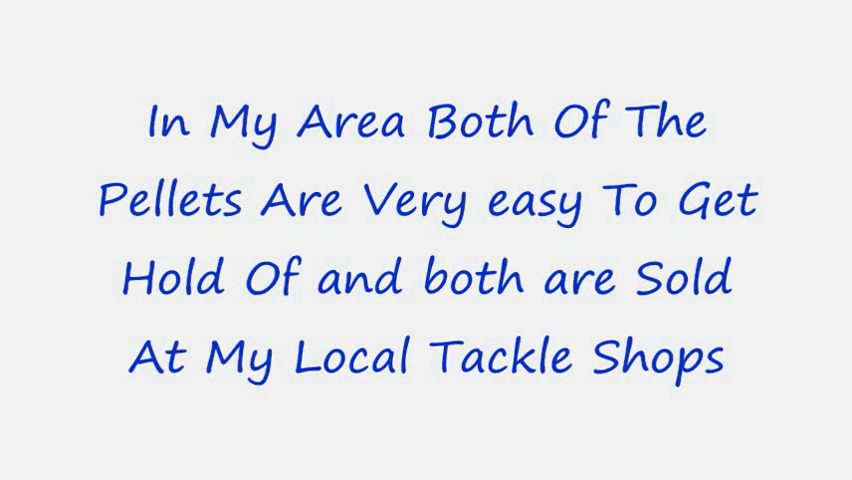 In My Area Both Of The
Pellets Are Very easy To Get
Hold Of and both are Sold
At My Local Tackle Shops